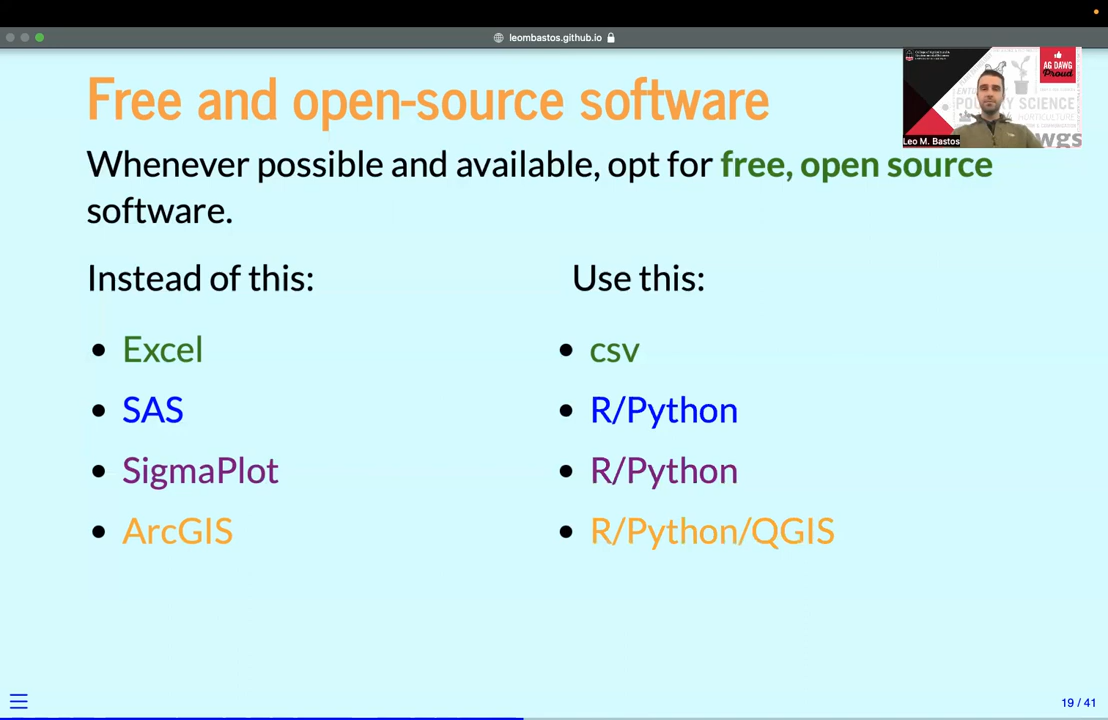 leombastos.github.io
Free and open-source software
AG DAWG
Proud
POULTRY SCIENCE
HORTICULTURE
Leo M. Bastos
wgs
Whenever possible and available, opt for free, open source
software.
Instead of this:
• Excel
• SAS
• SigmaPlot
• ArcGIS
Use this:
• csv
• R/Python
• R/Python
• R/Python/QGIS
19 / 41